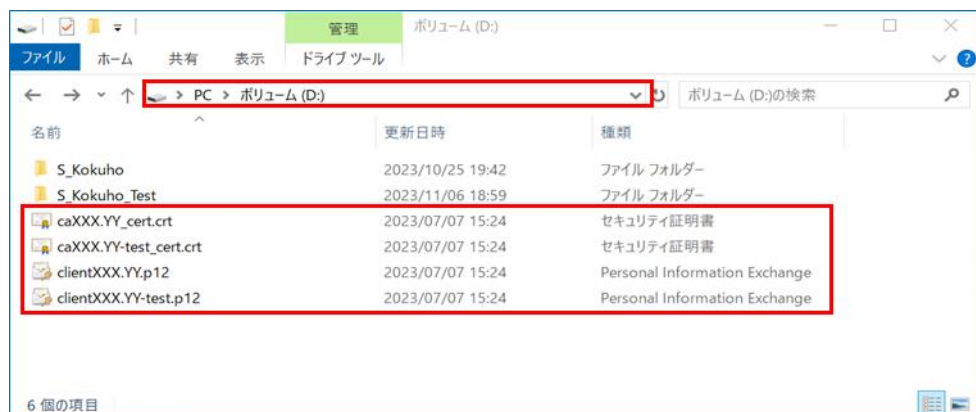 管理 ボリューム (D:)
ファイル ホーム 共有 表示 ドライブ ツール
PC > ボリューム (D:) ボリューム (D:)の検索
名前 更新日時 種類
S_Kokuho 2023/10/25 19:42 ファイル フォルダー
S_Kokuho_Test 2023/11/06 18:59 ファイル フォルダー
caXXX.YY_cert.crt 2023/07/07 15:24 セキュリティ証明書
caXXX.YY-test_cert.crt 2023/07/07 15:24 セキュリティ証明書
clientXXX.YY.p12 2023/07/07 15:24 Personal Information Exchange
clientXXX.YY-test.p12 2023/07/07 15:24 Personal Information Exchange
6 個の項目